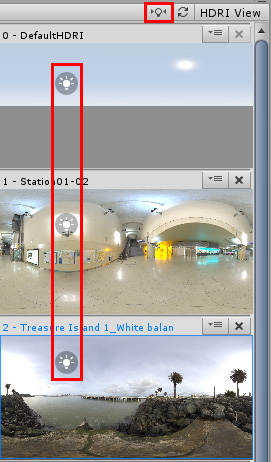 HDRI View
0 - DefaultHDRI
1 - Station01-02
2 - Treasure Island 1_White balan